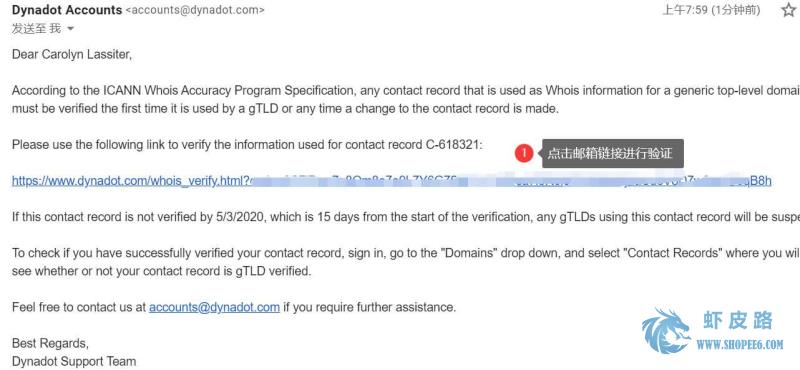 Dynadot Accounts <accounts@dynadot.com>
上午7:59 (1分钟前)
发送至 我
Dear Carolyn Lassiter,
According to the ICANN Whois Accuracy Program Specification, any contact record that is used as Whois information for a generic top-level domai
must be verified the first time it is used by a gTLD or any time a change to the contact record is made.
Please use the following link to verify the information used for contact record C-618321:
1 点击邮箱链接进行验证
https://www.dynadot.com/whois_verify.html?
If this contact record is not verified by 5/3/2020, which is 15 days from the start of the verification, any gTLDs using this contact record will be suspe
To check if you have successfully verified your contact record, sign in, go to the "Domains" drop down, and select "Contact Records" where you wil
see whether or not your contact record is gTLD verified.
Feel free to contact us at accounts@dynadot.com if you require further assistance.
Best Regards,
Dynadot Support Team
虾皮路
WWW.SHOPEE6.COM